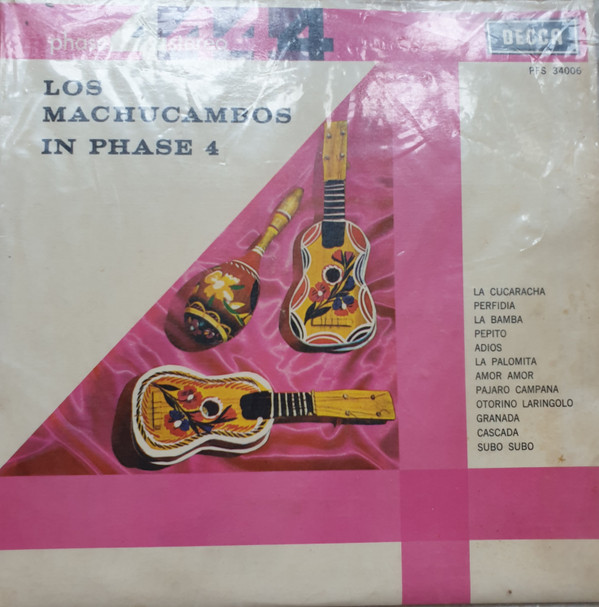 phase 4 stereo
DECCA
PFS 34006
LOS
MACHUCAMBOS
IN PHASE 4
LA CUCARACHA
PERFIDIA
LA BAMBA
PEPITO
ADIOS
LA PALOMITA
AMOR AMOR
PAJARO CAMPANA
OTORINO LARINGOLO
GRANADA
CASCADA
SUBO SUBO